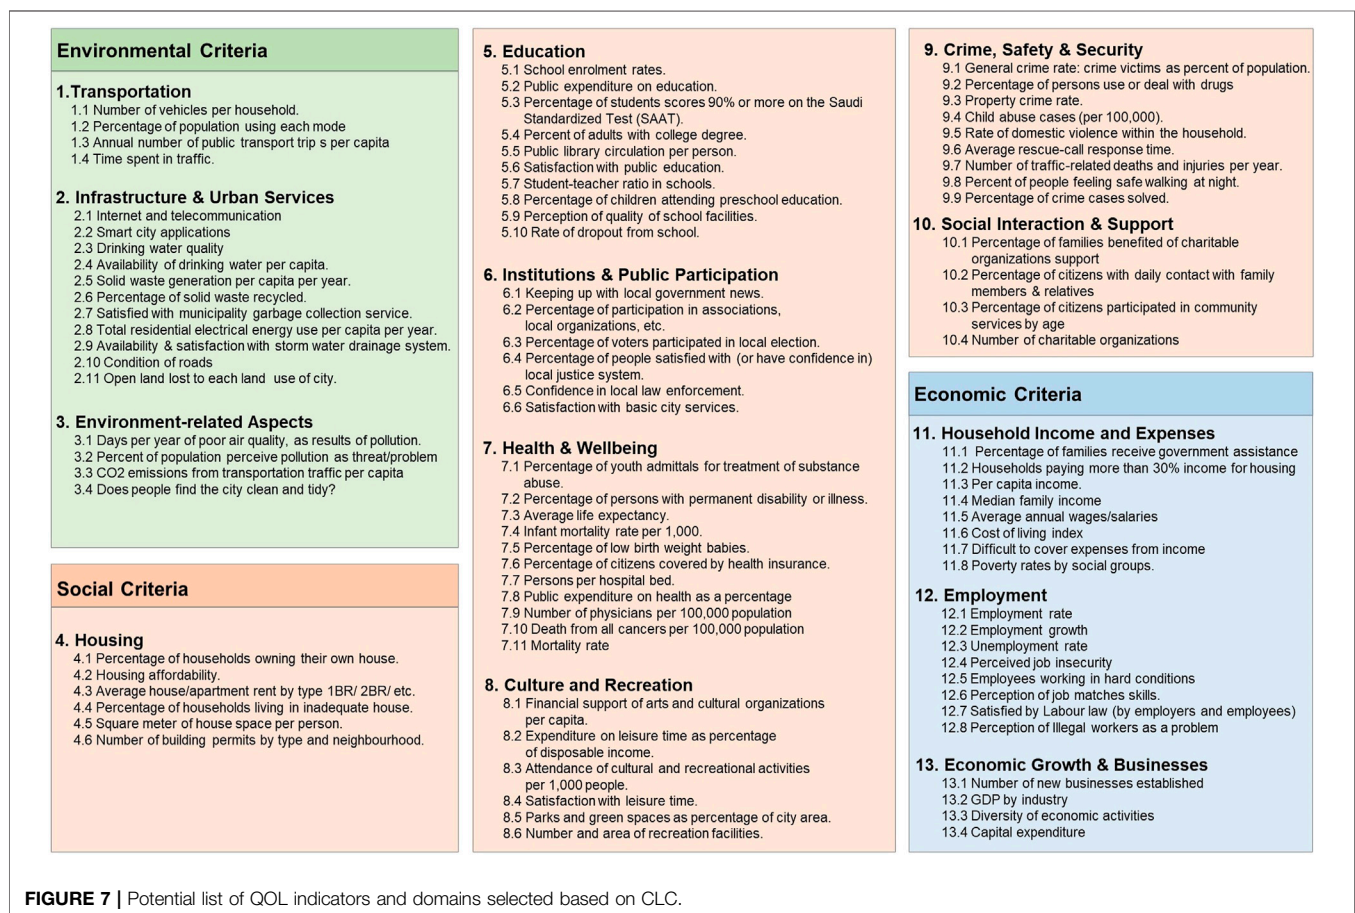 Environmental Criteria
1.Transportation
1.1 Number of vehicles per household.
1.2 Percentage of population using each mode
1.3 Annual number of public transport trip s per capita
1.4 Time spent in traffic.
2. Infrastructure & Urban Services
2.1 Internet and telecommunication
2.2 Smart city applications
2.3 Drinking water quality
2.4 Availability of drinking water per capita.
2.5 Solid waste generation per capita per year.
2.6 Percentage of solid waste recycled.
2.7 Satisfied with municipality garbage collection service.
2.8 Total residential electrical energy use per capita per year.
2.9 Availability & satisfaction with storm water drainage system.
2.10 Condition of roads
2.11 Open land lost to each land use of city.
3. Environment-related Aspects
3.1 Days per year of poor air quality, as results of pollution.
3.2 Percent of population perceive pollution as threat/problem
3.3 CO2 emissions from transportation traffic per capita
3.4 Does people find the city clean and tidy?
Social Criteria
4. Housing
4.1 Percentage of households owning their own house.
4.2 Housing affordability.
4.3 Average house/apartment rent by type 1BR/ 2BR/ etc.
4.4 Percentage of households living in inadequate house.
4.5 Square meter of house space per person.
4.6 Number of building permits by type and neighbourhood.
5. Education
5.1 School enrolment rates.
5.2 Public expenditure on education.
5.3 Percentage of students scores 90% or more on the Saudi
Standardized Test (SAAT).
5.4 Percent of adults with college degree.
5.5 Public library circulation per person.
5.6 Satisfaction with public education.
5.7 Student-teacher ratio in schools.
5.8 Percentage of children attending preschool education.
5.9 Perception of quality of school facilities.
5.10 Rate of dropout from school.
6. Institutions & Public Participation
6.1 Keeping up with local government news.
6.2 Percentage of participation in associations,
local organizations, etc.
6.3 Percentage of voters participated in local election.
6.4 Percentage of people satisfied with (or have confidence in)
local justice system.
6.5 Confidence in local law enforcement.
6.6 Satisfaction with basic city services.
7. Health & Wellbeing
7.1 Percentage of youth admittals for treatment of substance
abuse.
7.2 Percentage of persons with permanent disability or illness.
7.3 Average life expectancy.
7.4 Infant mortality rate per 1,000.
7.5 Percentage of low birth weight babies.
7.6 Percentage of citizens covered by health insurance.
7.7 Persons per hospital bed.
7.8 Public expenditure on health as a percentage
7.9 Number of physicians per 100,000 population
7.10 Death from all cancers per 100,000 population
7.11 Mortality rate
8. Culture and Recreation
8.1 Financial support of arts and cultural organizations
per capita.
8.2 Expenditure on leisure time as percentage
of disposable income.
8.3 Attendance of cultural and recreational activities
per 1,000 people.
8.4 Satisfaction with leisure time.
8.5 Parks and green spaces as percentage of city area.
8.6 Number and area of recreation facilities.
9. Crime, Safety & Security
9.1 General crime rate: crime victims as percent of population.
9.2 Percentage of persons use or deal with drugs
9.3 Property crime rate.
9.4 Child abuse cases (per 100,000).
9.5 Rate of domestic violence within the household.
9.6 Average rescue-call response time.
9.7 Number of traffic-related deaths and injuries per year.
9.8 Percent of people feeling safe walking at night.
9.9 Percentage of crime cases solved.
10. Social Interaction & Support
10.1 Percentage of families benefited of charitable
organizations support
10.2 Percentage of citizens with daily contact with family
members & relatives
10.3 Percentage of citizens participated in community
services by age
10.4 Number of charitable organizations
Economic Criteria
11. Household Income and Expenses
11.1 Percentage of families receive government assistance
11.2 Households paying more than 30% income for housing
11.3 Per capita income.
11.4 Median family income
11.5 Average annual wages/salaries
11.6 Cost of living index
11.7 Difficult to cover expenses from income
11.8 Poverty rates by social groups.
12. Employment
12.1 Employment rate
12.2 Employment growth
12.3 Unemployment rate
12.4 Perceived job insecurity
12.5 Employees working in hard conditions
12.6 Perception of job matches skills.
12.7 Satisfied by Labour law (by employers and employees)
12.8 Perception of Illegal workers as a problem
13. Economic Growth & Businesses
13.1 Number of new businesses established
13.2 GDP by industry
13.3 Diversity of economic activities
13.4 Capital expenditure
FIGURE 7 | Potential list of QOL indicators and domains selected based on CLC.